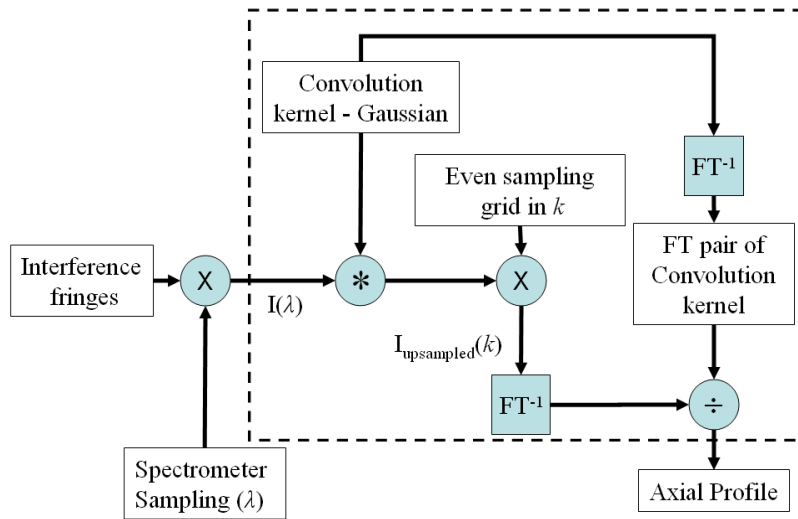 Convolution
kernel - Gaussian
FT⁻¹
Even sampling
grid in k
Interference
fringes
X
I(λ)
*
X
FT pair of
Convolution
kernel
I_upsampled(k)
FT⁻¹
÷
Spectrometer
Sampling (λ)
Axial Profile